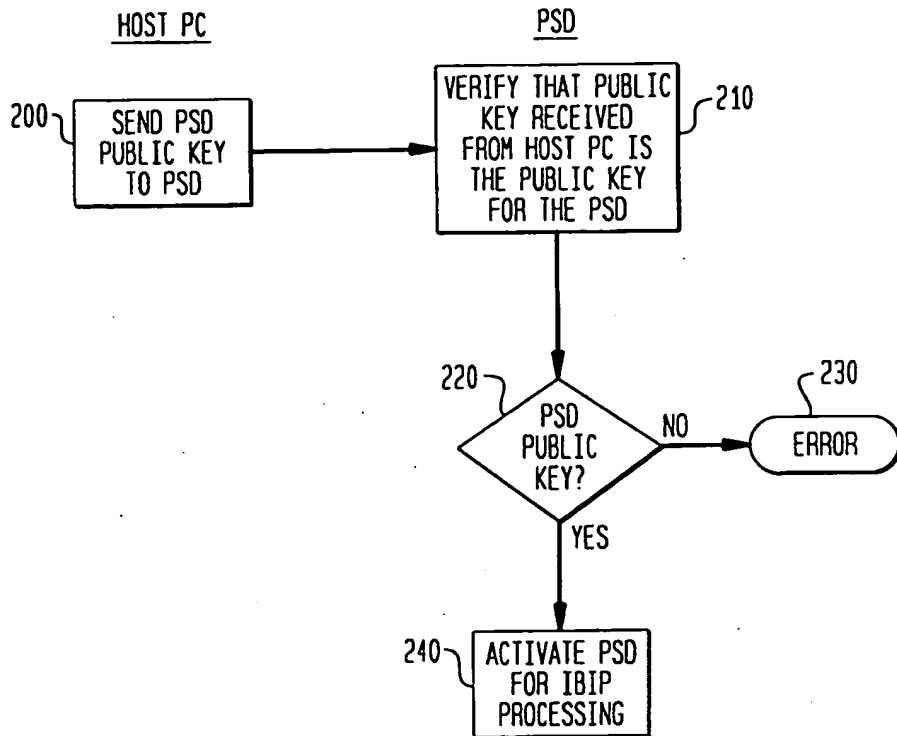 HOST PC
PSD
200
SEND PSD
PUBLIC KEY
TO PSD
VERIFY THAT PUBLIC
KEY RECEIVED
FROM HOST PC IS
THE PUBLIC KEY
FOR THE PSD
210
220
PSD
PUBLIC
KEY?
NO
230
ERROR
YES
240
ACTIVATE PSD
FOR IBIP
PROCESSING